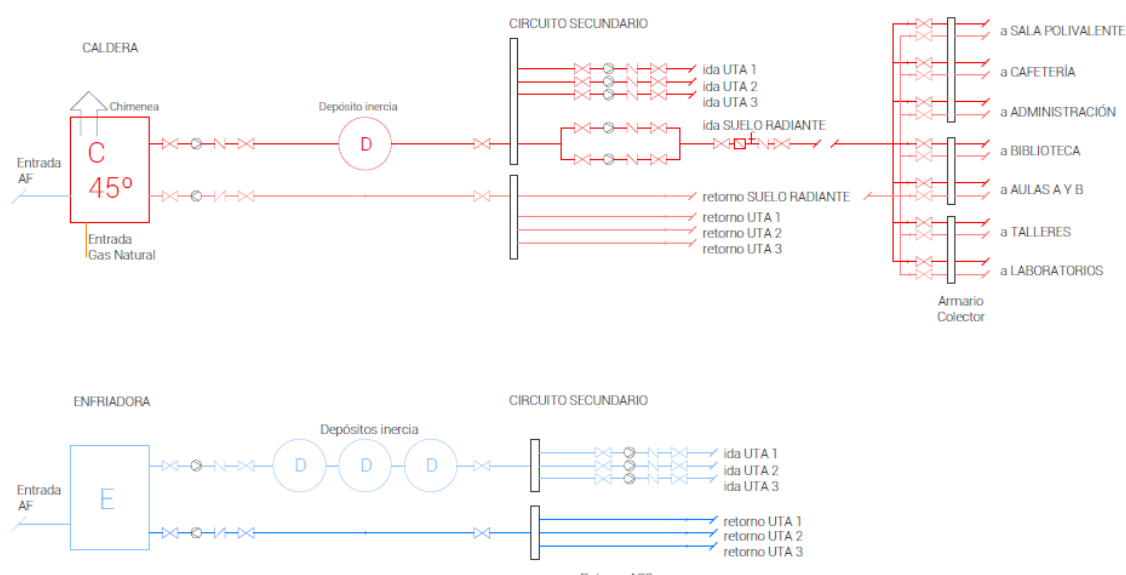 CIRCUITO SECUNDARIO
CALDERA
Chimenea
C
45º
Entrada
AF
Entrada
Gas Natural
Depósito inercia
D
ida UTA 1
ida UTA 2
ida UTA 3
ida SUELO RADIANTE
retorno SUELO RADIANTE
retorno UTA 1
retorno UTA 2
retorno UTA 3
a SALA POLIVALENTE
a CAFETERÍA
a ADMINISTRACIÓN
a BIBLIOTECA
a AULAS A Y B
a TALLERES
a LABORATORIOS
Armario
Colector
ENFRIADORA
CIRCUITO SECUNDARIO
Depósitos inercia
Entrada
AF
E
D
D
D
ida UTA 1
ida UTA 2
ida UTA 3
retorno UTA 1
retorno UTA 2
retorno UTA 3